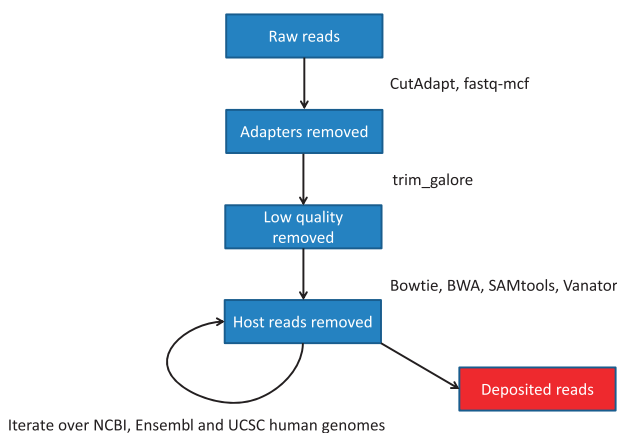 Raw reads
CutAdapt, fastq-mcf
Adapters removed
trim_galore
Low quality
removed
Bowtie, BWA, SAMtools, Vanator
Host reads removed
Deposited reads
Iterate over NCBI, Ensembl and UCSC human genomes